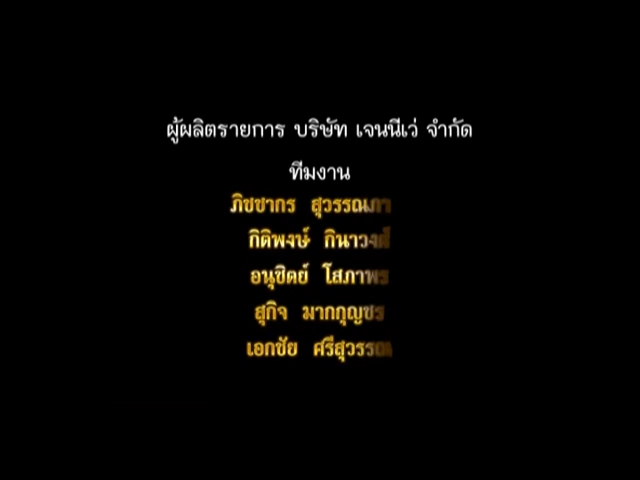 ผู้ผลิตรายการ บริษัท เจนนีเว่ จำกัด
ทีมงาน
ภิชชากร สุวรรณภา
กิติพงษ์ กินาวงศ์
อนุชิตย์ โสภาพร
สุกิจ มากกุญชร
เอกชัย ศรีสุวรรณ